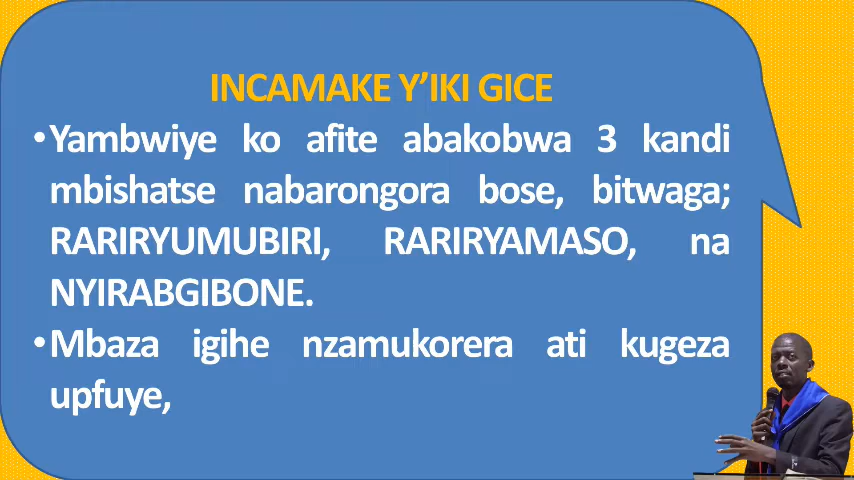 INCAMAKE Y’IKI GICE
•Yambwiye ko afite abakobwa 3 kandi
mbishatse nabarongora bose, bitwaga;
RARIRYUMUBIRI, RARIRYAMASO, na
NYIRABGIBONE.
•Mbaza igihe nzamukorera ati kugeza
upfuye,